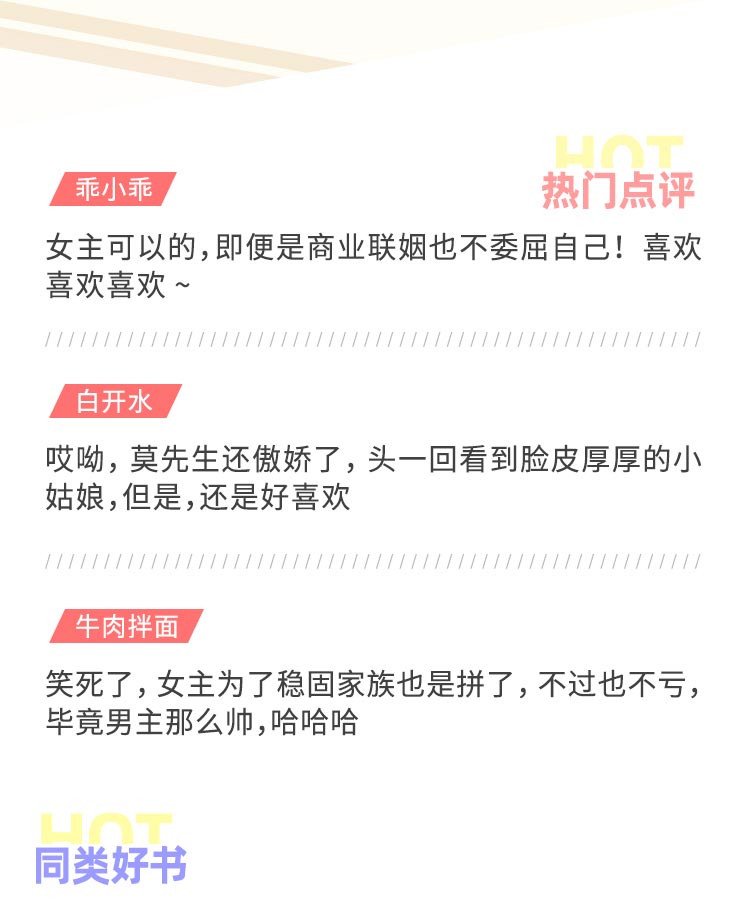 HOT
热门点评
乖小乖
女主可以的，即便是商业联姻也不委屈自己！喜欢
喜欢喜欢 ~
白开水
哎呦，莫先生还傲娇了，头一回看到脸皮厚厚的小
姑娘，但是，还是好喜欢
牛肉拌面
笑死了，女主为了稳固家族也是拼了，不过也不亏，
毕竟男主那么帅，哈哈哈
HOT
同类好书